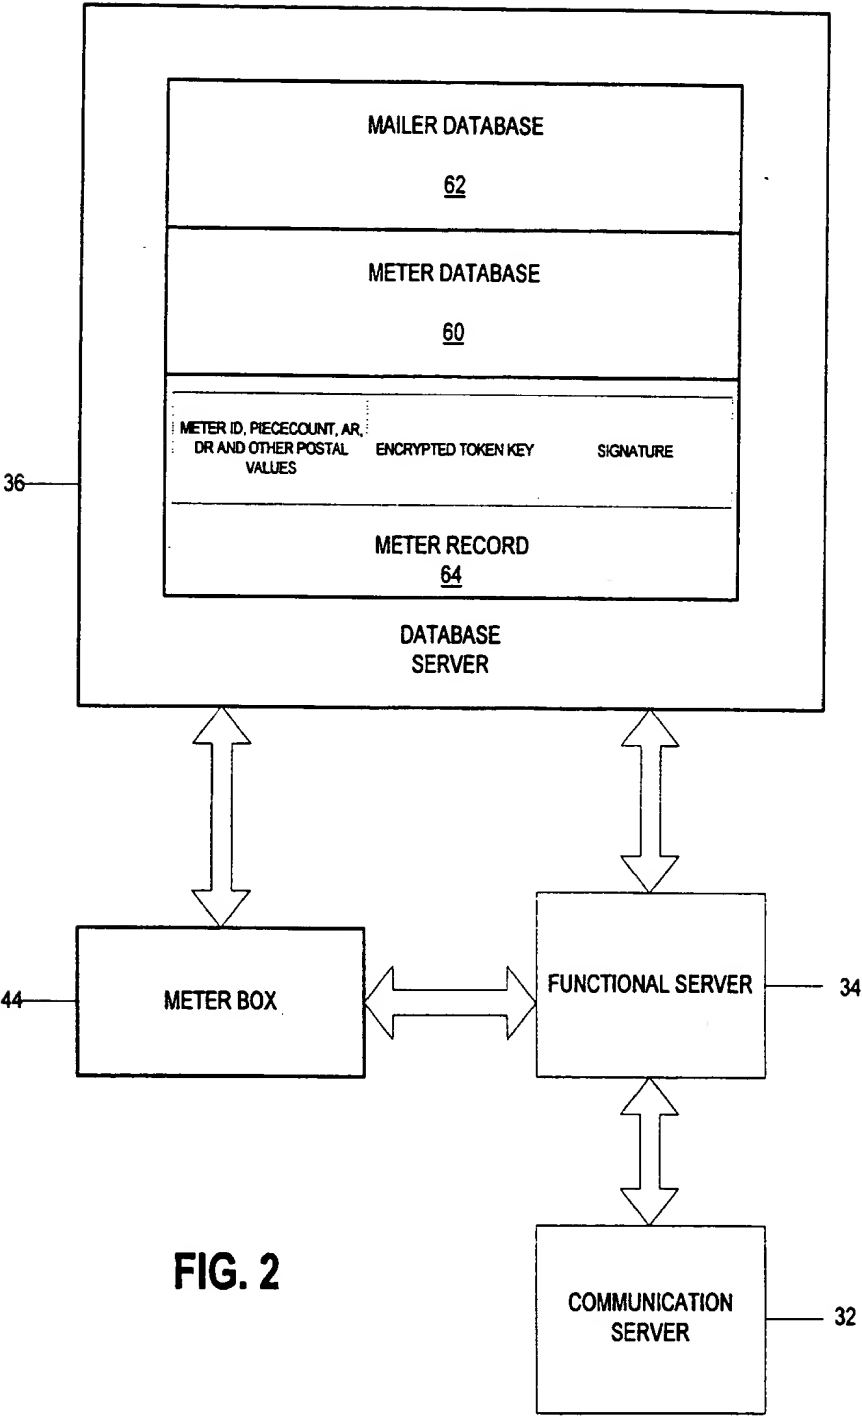 MAILER DATABASE
62
METER DATABASE
60
METER ID, PIECECOUNT, AR,
DR AND OTHER POSTAL
VALUES
ENCRYPTED TOKEN KEY
SIGNATURE
36
METER RECORD
64
DATABASE
SERVER
44
METER BOX
FUNCTIONAL SERVER
34
FIG. 2
COMMUNICATION
SERVER
32